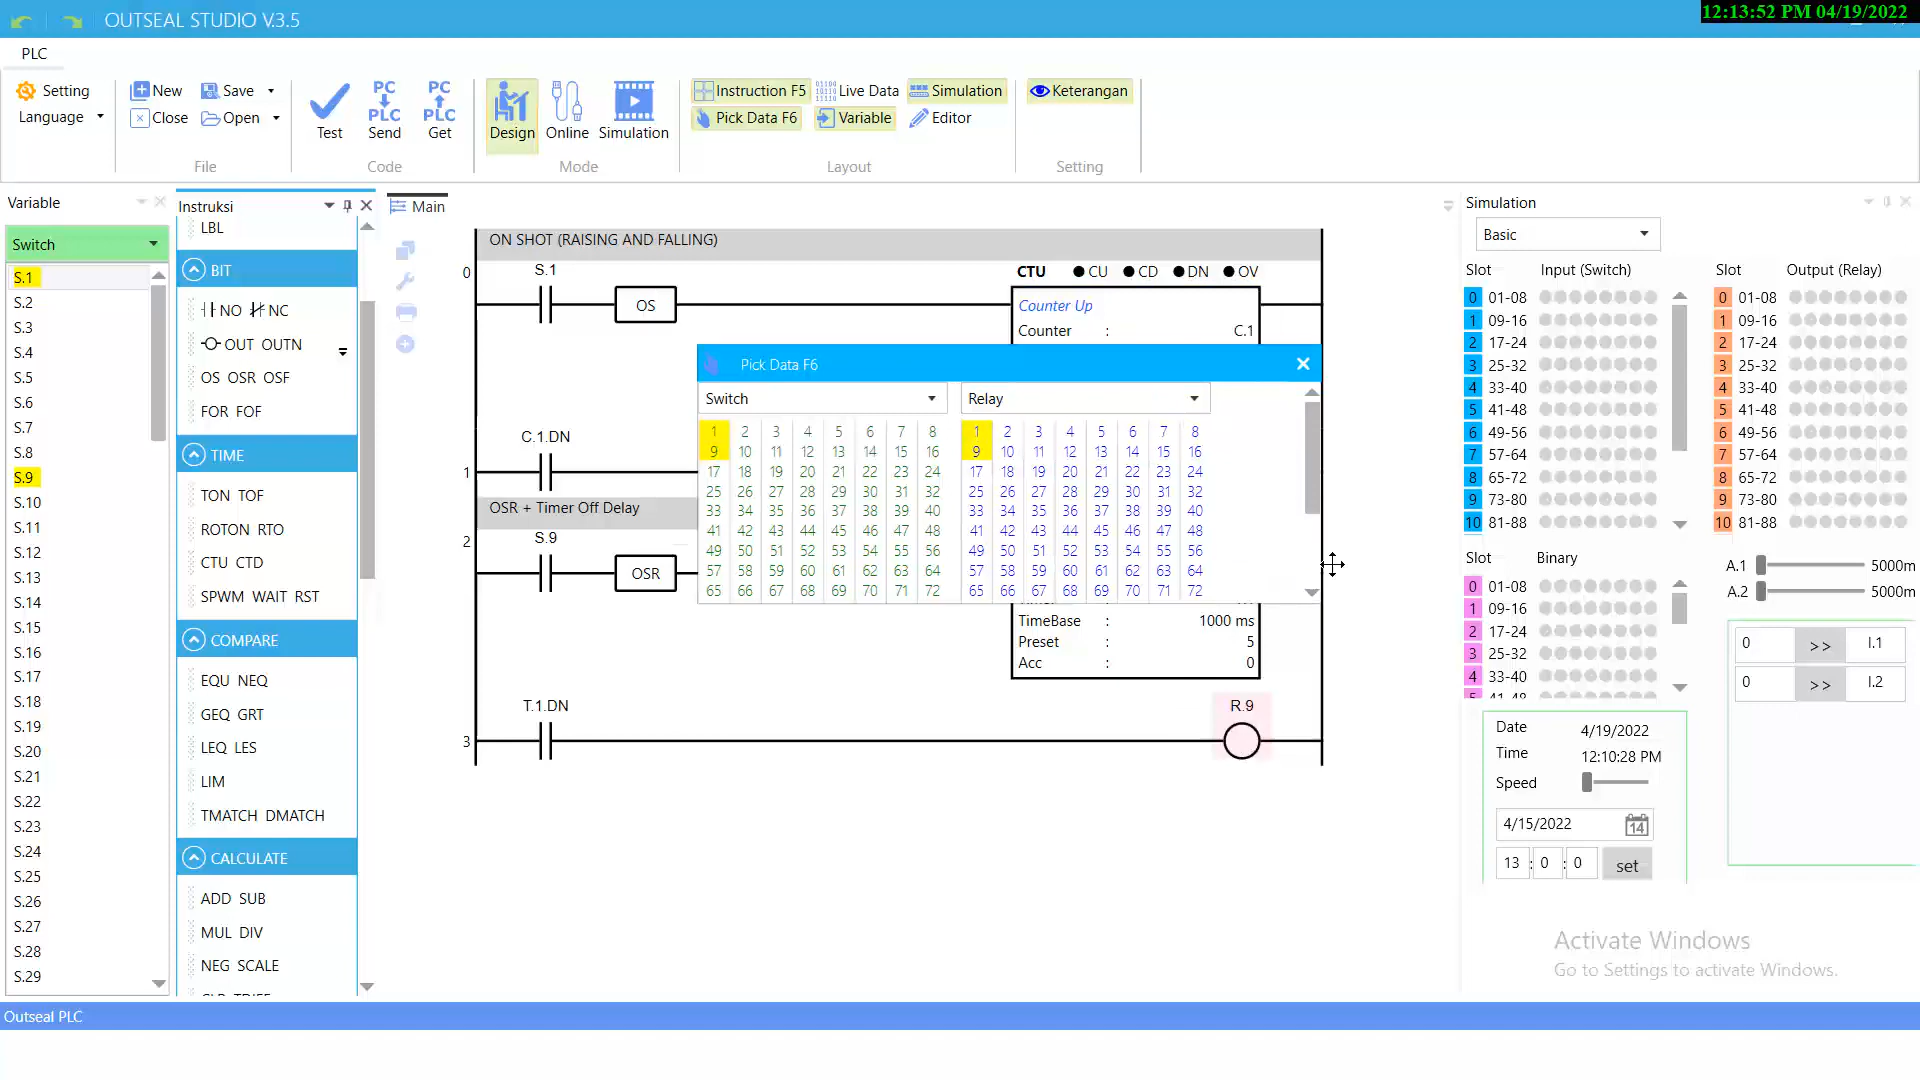 OUTSEAL STUDIO V.3.5
12:13:52 PM 04/19/2022
PLC
Setting
Language
New
Save
Close
Open
File
Test
PC PLC Send
PC PLC Get
Code
Design
Online
Simulation
Mode
Instruction F5
Live Data
Simulation
Pick Data F6
Variable
Editor
Layout
Keterangan
Setting
Variable
Switch
S.1
S.2
S.3
S.4
S.5
S.6
S.7
S.8
S.9
S.10
S.11
S.12
S.13
S.14
S.15
S.16
S.17
S.18
S.19
S.20
S.21
S.22
S.23
S.24
S.25
S.26
S.27
S.28
S.29
Instruksi
LBL
BIT
NO NC
OUT OUTN
OS OSR OSF
FOR FOF
TIME
TON TOF
ROTON RTO
CTU CTD
SPWM WAIT RST
COMPARE
EQU NEQ
GEQ GRT
LEQ LES
LIM
TMATCH DMATCH
CALCULATE
ADD SUB
MUL DIV
NEG SCALE
Main
ON SHOT (RAISING AND FALLING)
0
S.1
OS
CTU CU CD DN OV
Counter Up
Counter : C.1
1
C.1.DN
OSR + Timer Off Delay
2
S.9
OSR
TimeBase : 1000 ms
Preset : 5
Acc : 0
3
T.1.DN
R.9
Pick Data F6
Switch
Relay
1 2 3 4 5 6 7 8 1 2 3 4 5 6 7 8
9 10 11 12 13 14 15 16 9 10 11 12 13 14 15 16
17 18 19 20 21 22 23 24 17 18 19 20 21 22 23 24
25 26 27 28 29 30 31 32 25 26 27 28 29 30 31 32
33 34 35 36 37 38 39 40 33 34 35 36 37 38 39 40
41 42 43 44 45 46 47 48 41 42 43 44 45 46 47 48
49 50 51 52 53 54 55 56 49 50 51 52 53 54 55 56
57 58 59 60 61 62 63 64 57 58 59 60 61 62 63 64
65 66 67 68 69 70 71 72 65 66 67 68 69 70 71 72
Simulation
Basic
Slot Input (Switch)
0 01-08
1 09-16
2 17-24
3 25-32
4 33-40
5 41-48
6 49-56
7 57-64
8 65-72
9 73-80
10 81-88
Slot Output (Relay)
0 01-08
1 09-16
2 17-24
3 25-32
4 33-40
5 41-48
6 49-56
7 57-64
8 65-72
9 73-80
10 81-88
Slot Binary
0 01-08
1 09-16
2 17-24
3 25-32
4 33-40
5 41-48
A.1 5000m
A.2 5000m
0 >> I.1
0 >> I.2
Date 4/19/2022
Time 12:10:28 PM
Speed
4/15/2022
14
13 : 0 : 0 set
Activate Windows
Go to Settings to activate Windows.
Outseal PLC